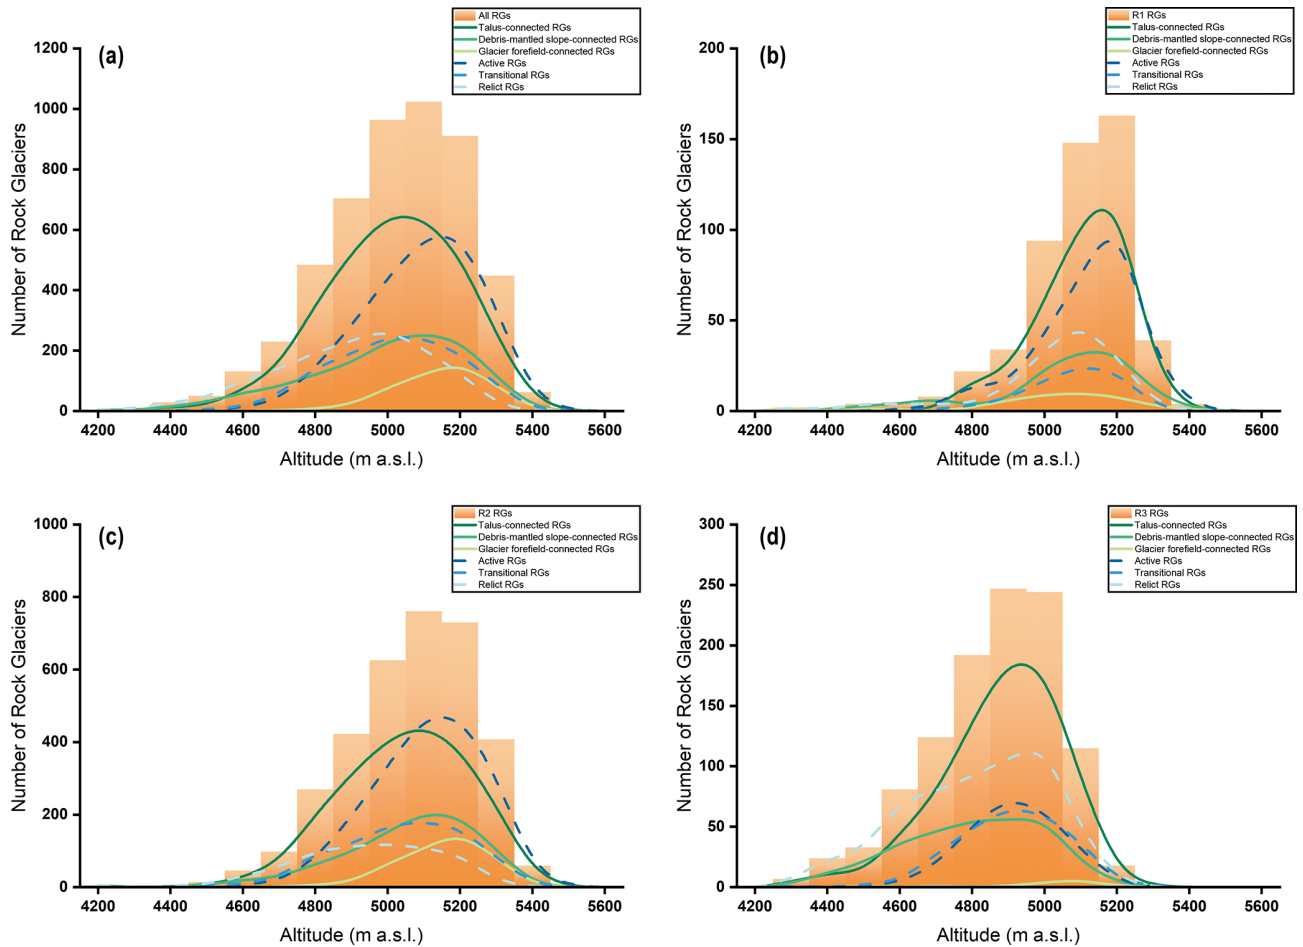 (a)
All RGs
Talus-connected RGs
Debris-mantled slope-connected RGs
Glacier forefield-connected RGs
Active RGs
Transitional RGs
Relict RGs
1200
1000
800
600
400
200
0
Number of Rock Glaciers
4200 4400 4600 4800 5000 5200 5400 5600
Altitude (m a.s.l.)
(b)
R1 RGs
Talus-connected RGs
Debris-mantled slope-connected RGs
Glacier forefield-connected RGs
Active RGs
Transitional RGs
Relict RGs
200
150
100
50
0
Number of Rock Glaciers
4200 4400 4600 4800 5000 5200 5400 5600
Altitude (m a.s.l.)
(c)
R2 RGs
Talus-connected RGs
Debris-mantled slope-connected RGs
Glacier forefield-connected RGs
Active RGs
Transitional RGs
Relict RGs
1000
800
600
400
200
0
Number of Rock Glaciers
4200 4400 4600 4800 5000 5200 5400 5600
Altitude (m a.s.l.)
(d)
R3 RGs
Talus-connected RGs
Debris-mantled slope-connected RGs
Glacier forefield-connected RGs
Active RGs
Transitional RGs
Relict RGs
300
250
200
150
100
50
0
Number of Rock Glaciers
4200 4400 4600 4800 5000 5200 5400 5600
Altitude (m a.s.l.)